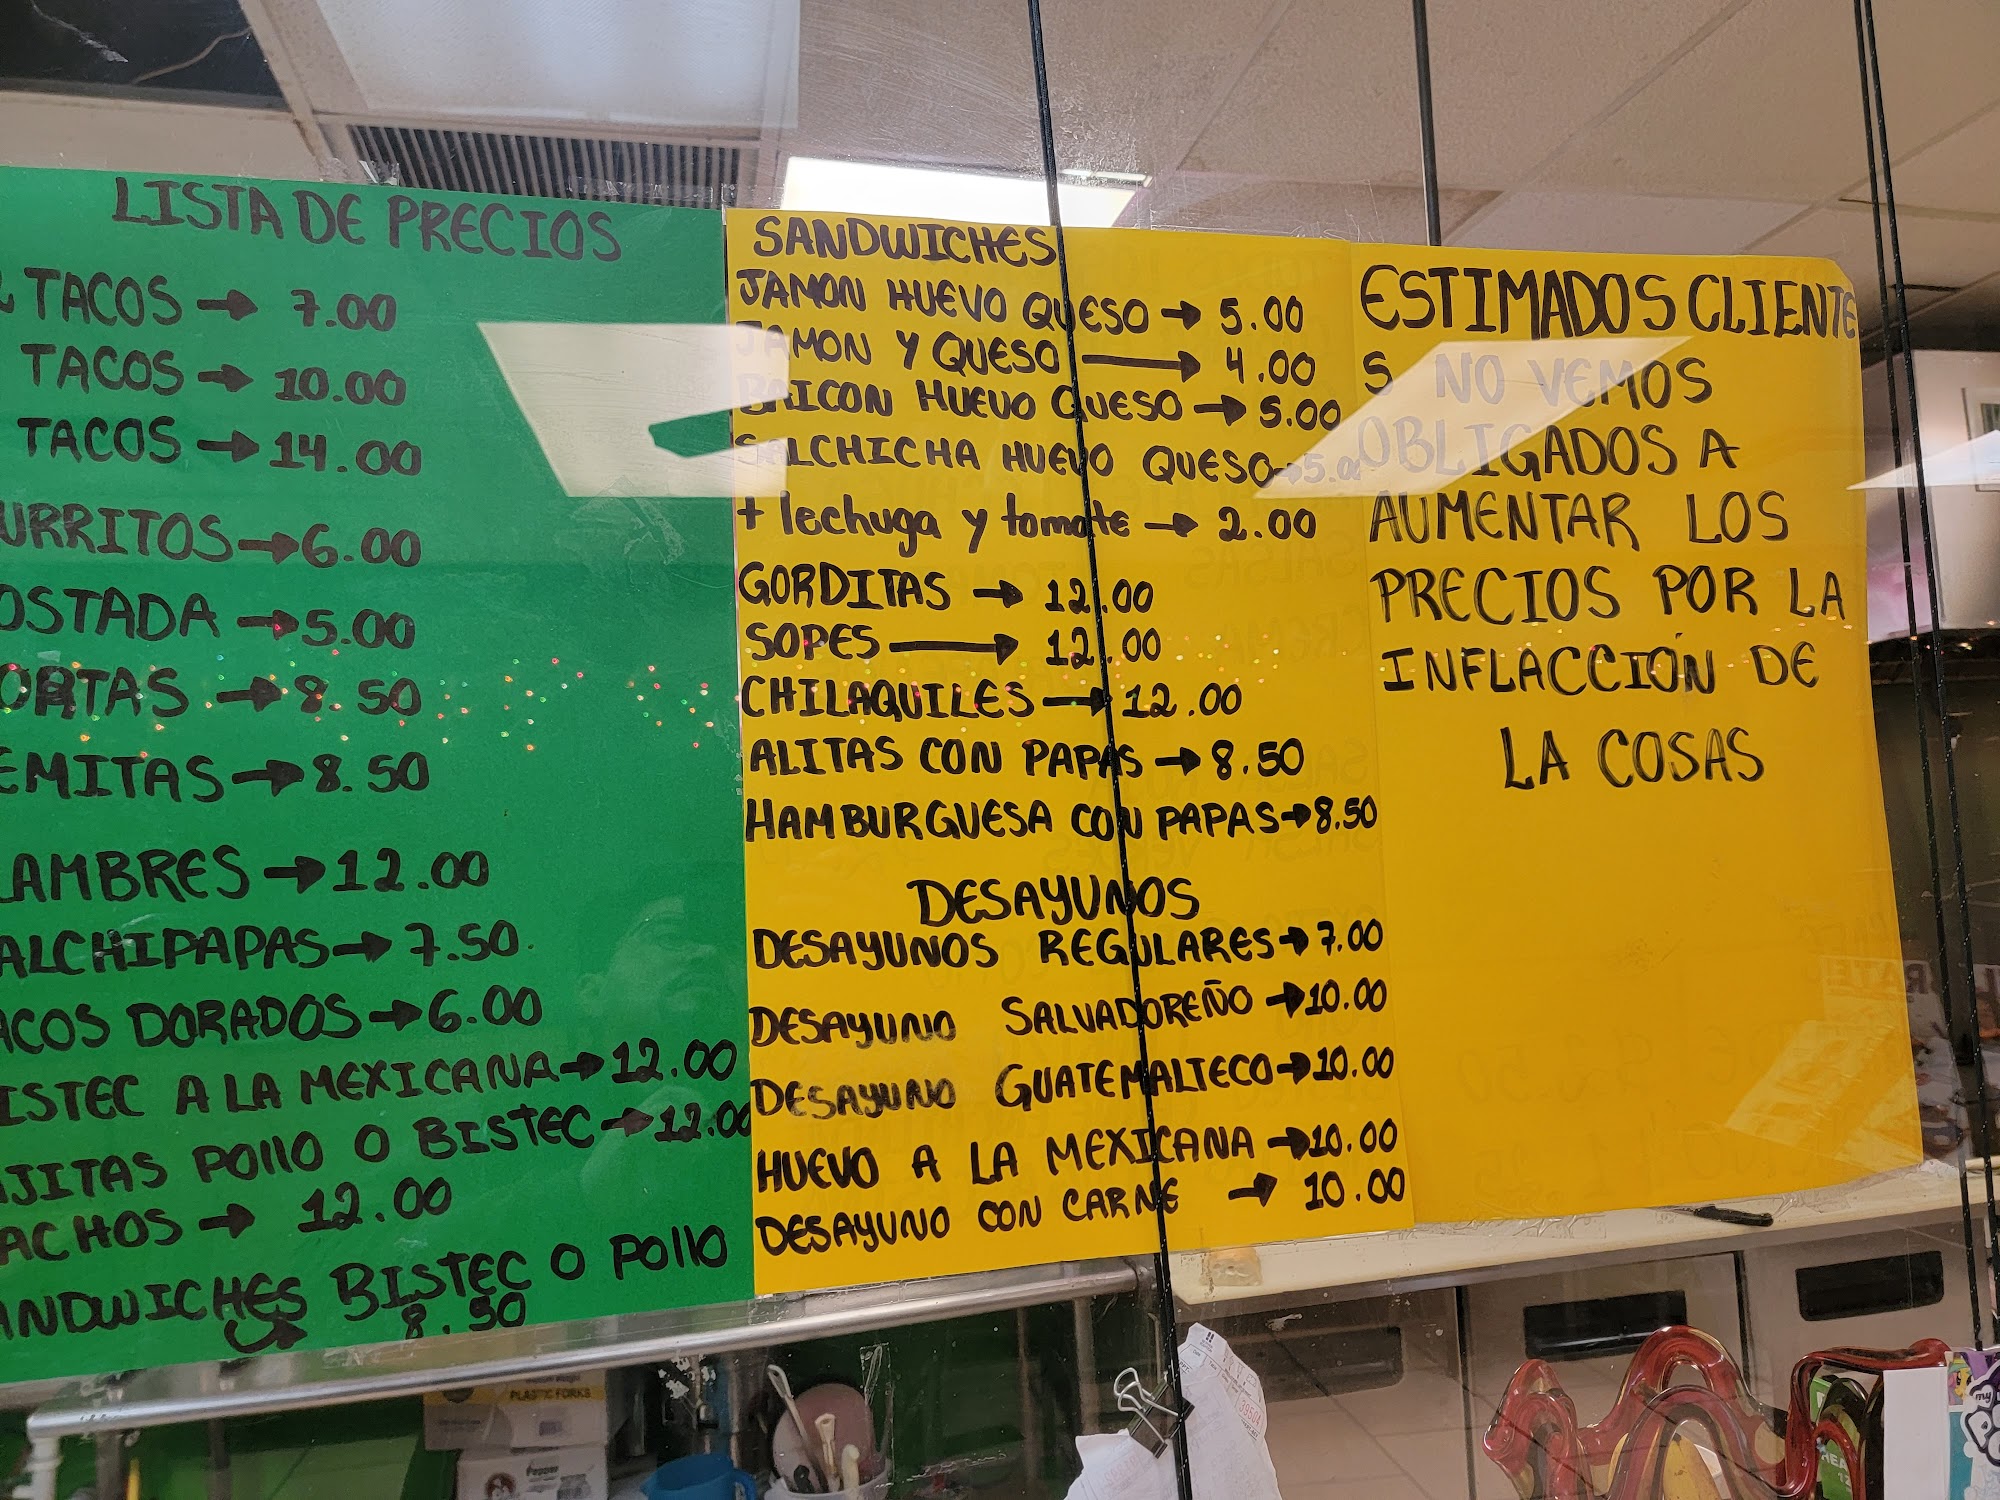 LISTA DE PRECIOS
TACOS → 7.00
TACOS → 10.00
TACOS → 14.00
URRITOS → 6.00
OSTADA → 5.00
ORTAS → 8.50
EMITAS → 8.50
LAMBRES → 12.00
ALCHIPAPAS → 7.50
ACOS DORADOS → 6.00
ISTEC A LA MEXICANA → 12.00
AJITAS POllO O BISTEC → 12.00
ACHOS → 12.00
ANDWICHES BISTEC O POllO
8.50
SANDWICHES
JAMON HUEVO QUESO → 5.00
JAMON Y QUESO → 4.00
BAICON HUEVO QUESO → 5.00
SALCHICHA HUEVO QUESO → 5.00
+ lechuga y tomate → 2.00
GORDITAS → 12.00
SOPES → 12.00
CHILAQUILES → 12.00
ALITAS CON PAPAS → 8.50
HAMBURGUESA CON PAPAS → 8.50
DESAYUNOS
DESAYUNOS REGULARES → 7.00
DESAYUNO SALVADOREÑO → 10.00
DESAYUNO GUATEMALTECO → 10.00
HUEVO A LA MEXICANA → 10.00
DESAYUNO CON CARNE → 10.00
ESTIMADOS CLIENTE
S NO VEMOS
OBLIGADOS A
AUMENTAR LOS
PRECIOS POR LA
INFLACCIÓN DE
LA COSAS
PLASTIC FORKS